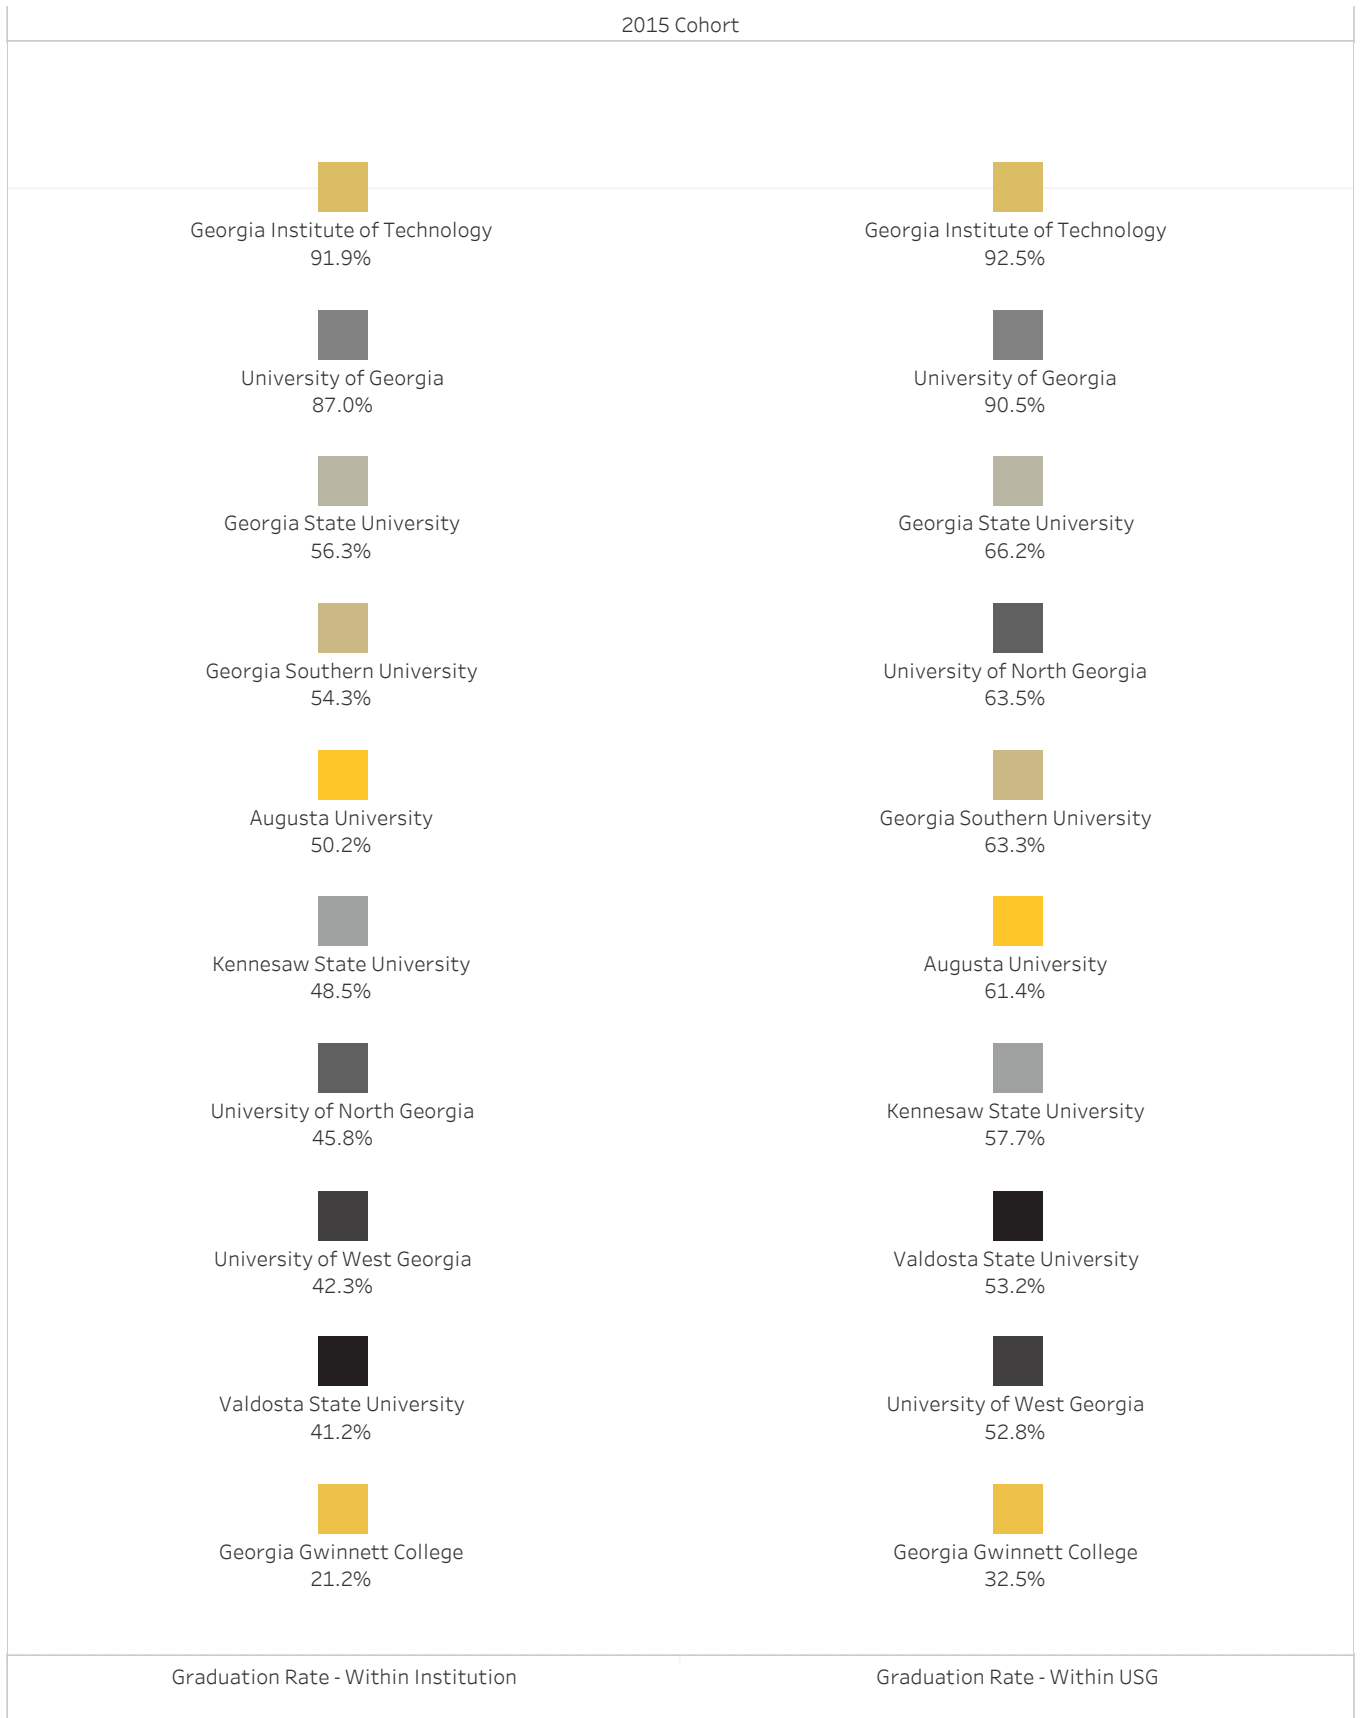 2015 Cohort
Georgia Institute of Technology
91.9%
Georgia Institute of Technology
92.5%
University of Georgia
87.0%
University of Georgia
90.5%
Georgia State University
56.3%
Georgia State University
66.2%
Georgia Southern University
54.3%
University of North Georgia
63.5%
Augusta University
50.2%
Georgia Southern University
63.3%
Kennesaw State University
48.5%
Augusta University
61.4%
University of North Georgia
45.8%
Kennesaw State University
57.7%
University of West Georgia
42.3%
Valdosta State University
53.2%
Valdosta State University
41.2%
University of West Georgia
52.8%
Georgia Gwinnett College
21.2%
Georgia Gwinnett College
32.5%
Graduation Rate - Within Institution
Graduation Rate - Within USG